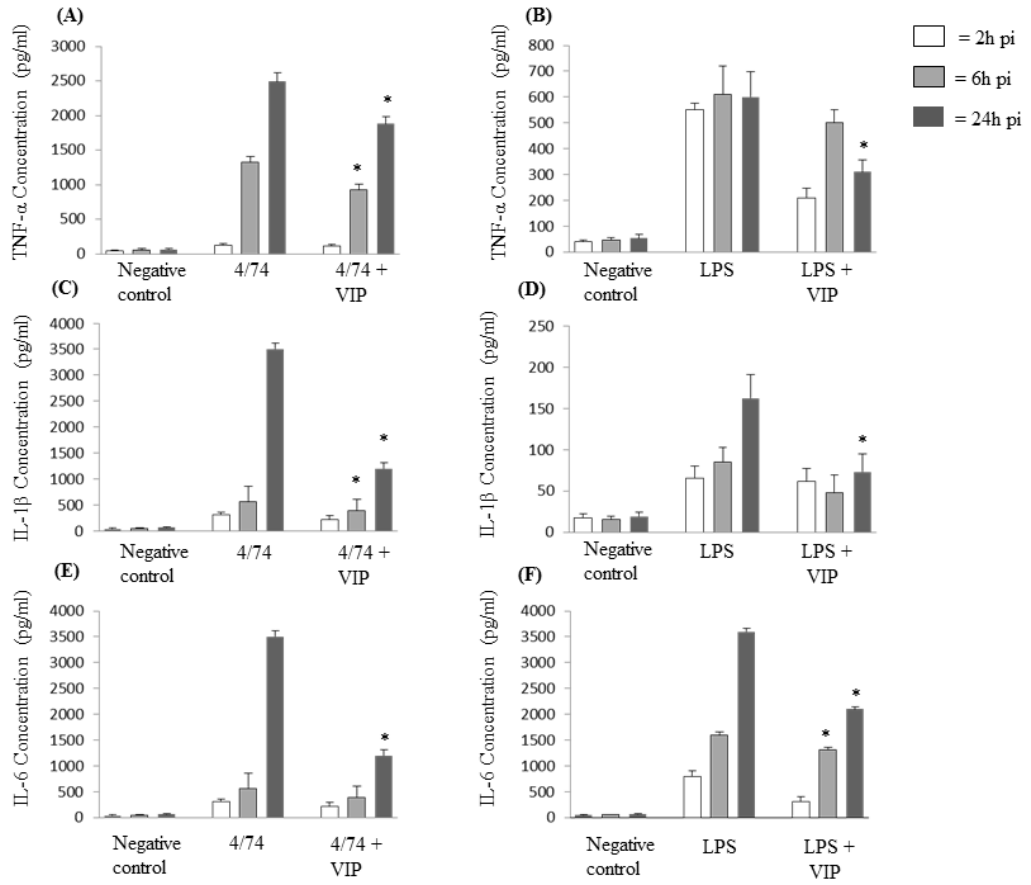 (A)
TNF-α Concentration (pg/ml)
3000
2500
2000
1500
1000
500
0
*
*
Negative control
4/74
4/74 + VIP
(B)
TNF-α Concentration (pg/ml)
800
700
600
500
400
300
200
100
0
*
Negative control
LPS
LPS + VIP
= 2h pi
= 6h pi
= 24h pi
(C)
IL-1β Concentration (pg/ml)
4000
3500
3000
2500
2000
1500
1000
500
0
*
*
Negative control
4/74
4/74 + VIP
(D)
IL-1β Concentration (pg/ml)
250
200
150
100
50
0
*
Negative control
LPS
LPS + VIP
(E)
IL-6 Concentration (pg/ml)
4000
3500
3000
2500
2000
1500
1000
500
0
*
Negative control
4/74
4/74 + VIP
(F)
IL-6 Concentration (pg/ml)
4000
3500
3000
2500
2000
1500
1000
500
0
*
*
Negative control
LPS
LPS + VIP